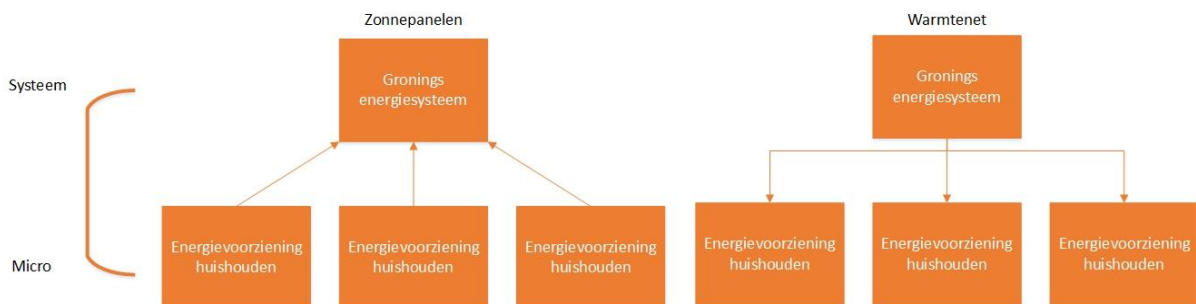 Zonnepanelen
Warmtenet
Systeem
Gronings
energiesysteem
Gronings
energiesysteem
Micro
Energievoorziening
huishouden
Energievoorziening
huishouden
Energievoorziening
huishouden
Energievoorziening
huishouden
Energievoorziening
huishouden
Energievoorziening
huishouden